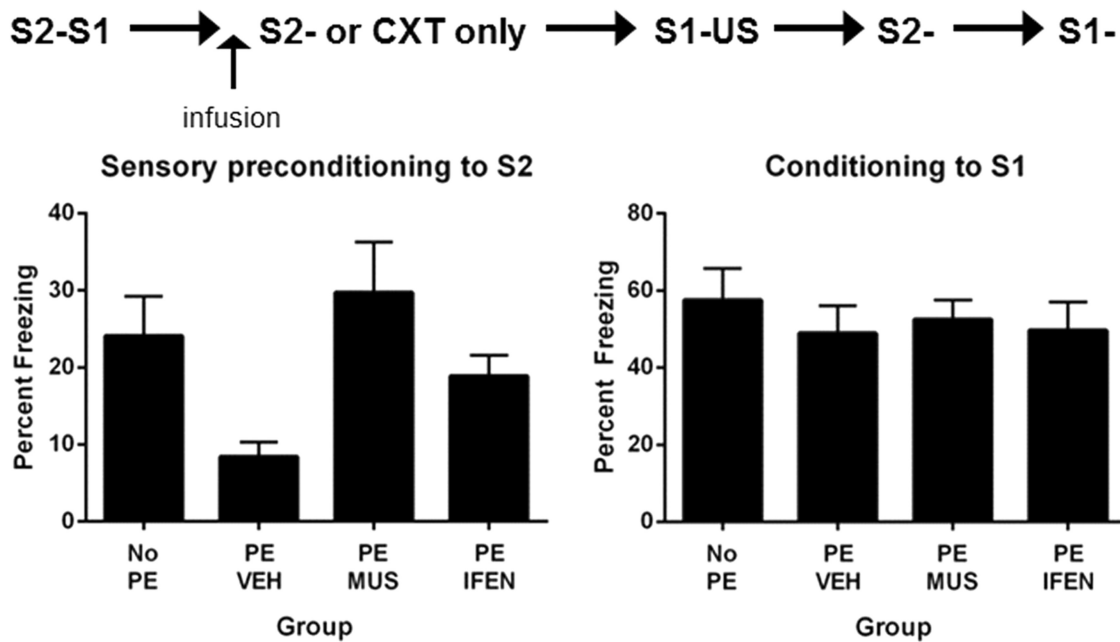 S2-S1 S2- or CXT only S1-US S2- S1-
infusion
Sensory preconditioning to S2
Percent Freezing
40
30
20
10
0
No PE
PE VEH
PE MUS
PE IFEN
Group
Conditioning to S1
Percent Freezing
80
60
40
20
0
No PE
PE VEH
PE MUS
PE IFEN
Group